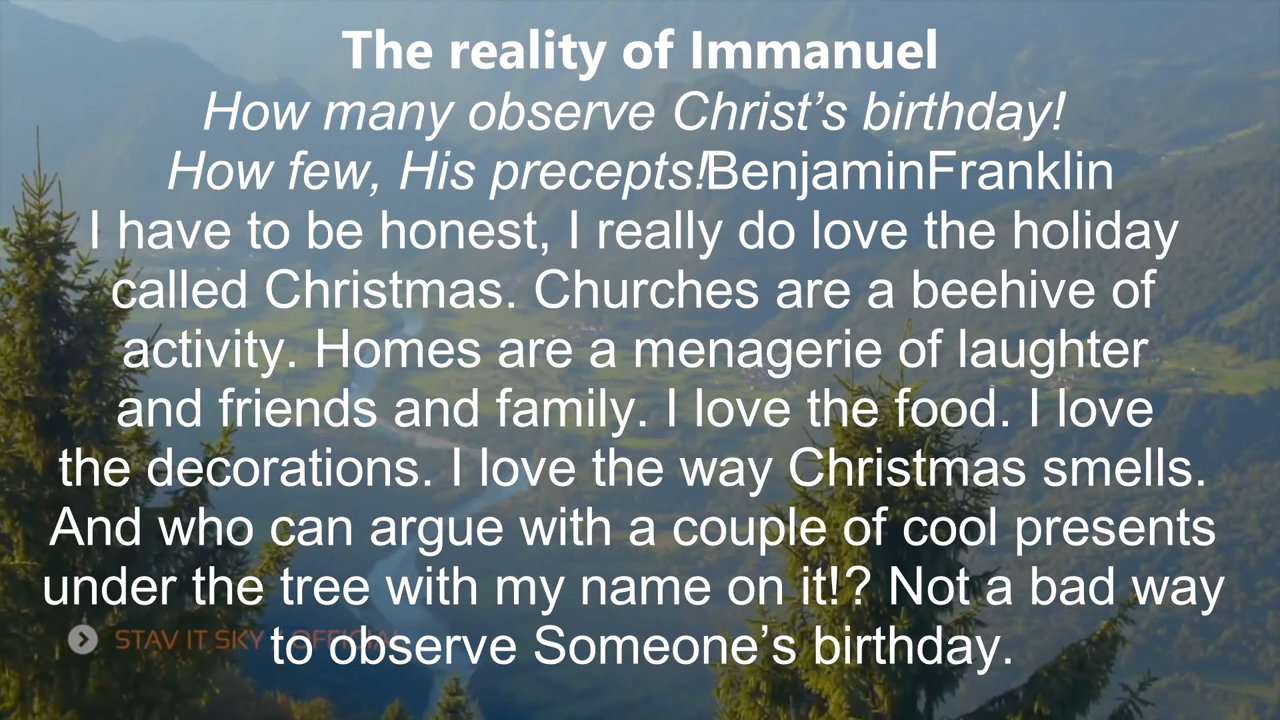 The reality of Immanuel
How many observe Christ’s birthday!
How few, His precepts!BenjaminFranklin
I have to be honest, I really do love the holiday
called Christmas. Churches are a beehive of
activity. Homes are a menagerie of laughter
and friends and family. I love the food. I love
the decorations. I love the way Christmas smells.
And who can argue with a couple of cool presents
under the tree with my name on it!? Not a bad way
to observe Someone’s birthday.
STAV IT SKY